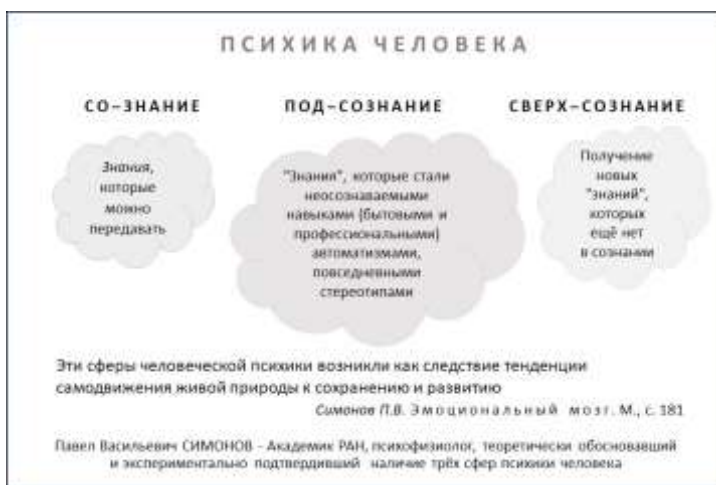 ПСИХИКА ЧЕЛОВЕКА
СО–ЗНАНИЕ
Знания,
которые
можно
передавать
ПОД–СОЗНАНИЕ
"Знания", которые стали
неосознаваемыми
навыками (бытовыми и
профессиональными)
автоматизмами,
повседневными
стереотипами
СВЕРХ–СОЗНАНИЕ
Получение
новых
"знаний",
которых
ещё нет
в сознании
Эти сферы человеческой психики возникли как следствие тенденции
самодвижения живой природы к сохранению и развитию
Симонов П.В. Эмоциональный мозг. М., с. 181
Павел Васильевич СИМОНОВ - Академик РАН, психофизиолог, теоретически обосновавший
и экспериментально подтвердивший наличие трёх сфер психики человека